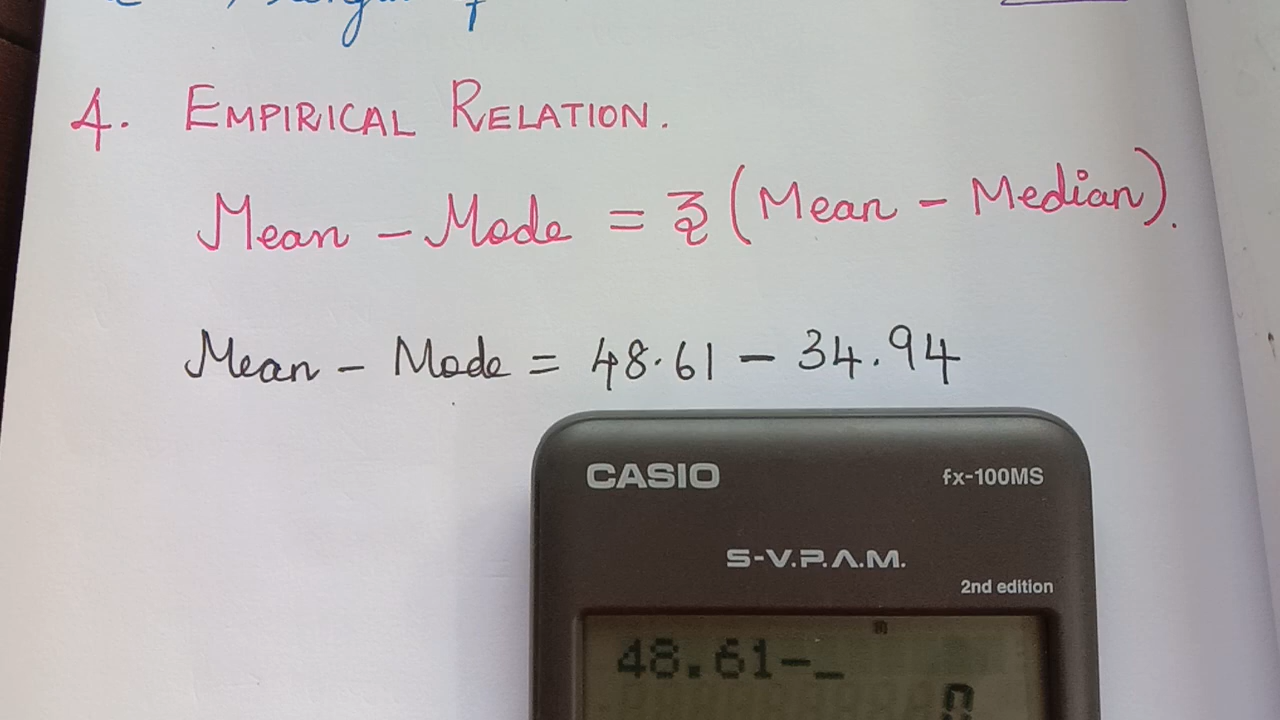 4. EMPIRICAL RELATION.
Mean - Mode = 3 (Mean - Median).
Mean - Mode = 48.61 - 34.94
CASIO fx-100MS
S-V.P.A.M.
2nd edition
48.61-_
0